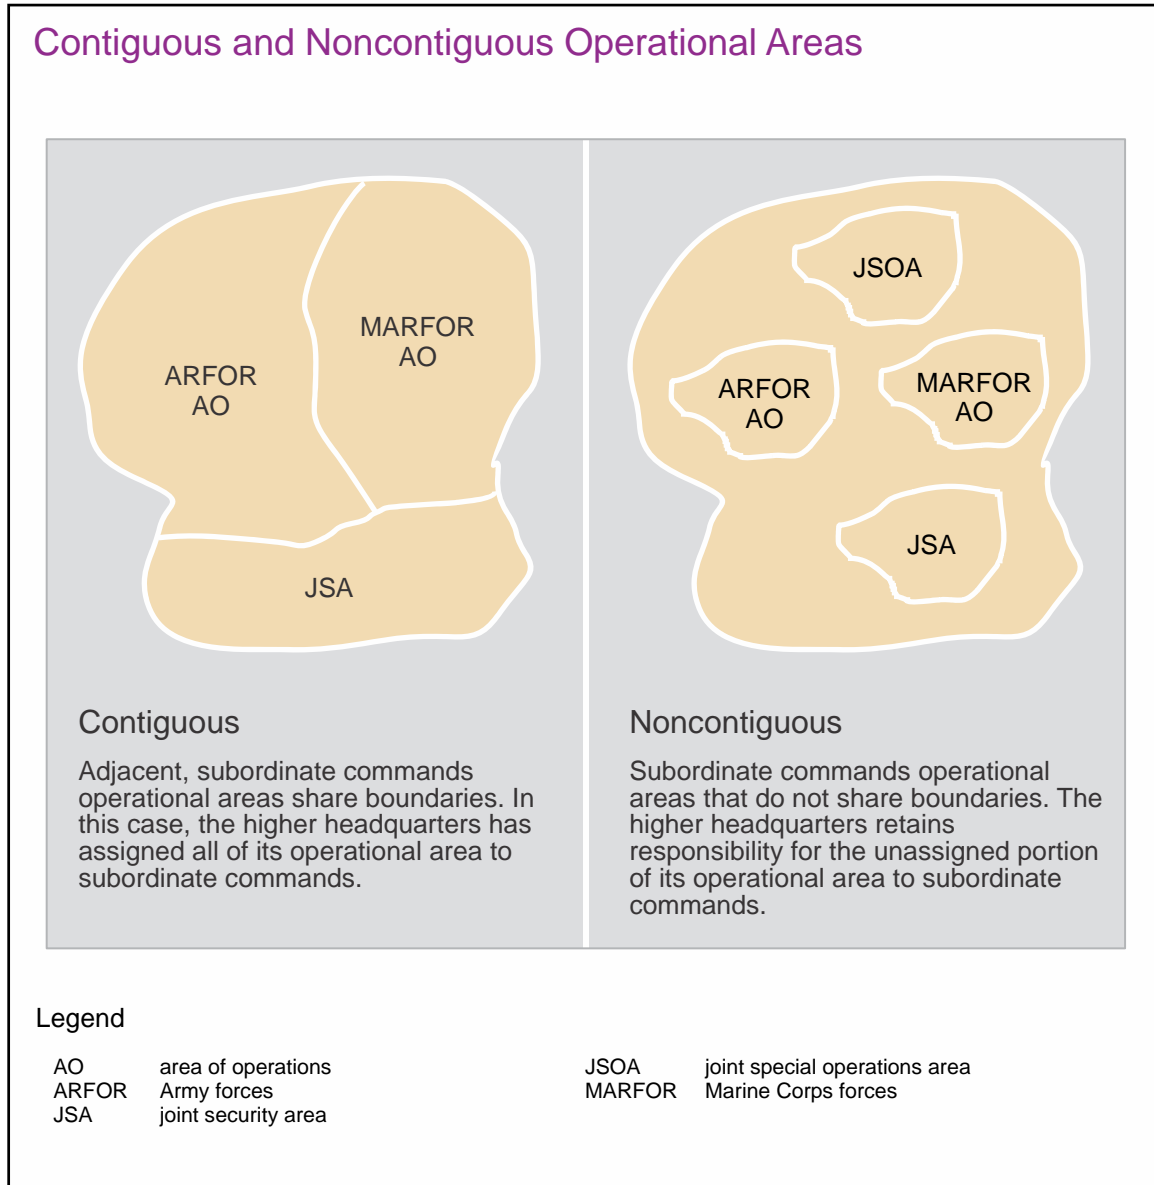 Contiguous and Noncontiguous Operational Areas
ARFOR
AO
MARFOR
AO
JSA
JSOA
ARFOR
AO
MARFOR
AO
JSA
Contiguous
Adjacent, subordinate commands
operational areas share boundaries. In
this case, the higher headquarters has
assigned all of its operational area to
subordinate commands.
Noncontiguous
Subordinate commands operational
areas that do not share boundaries. The
higher headquarters retains
responsibility for the unassigned portion
of its operational area to subordinate
commands.
Legend
AO area of operations
ARFOR Army forces
JSA joint security area
JSOA joint special operations area
MARFOR Marine Corps forces